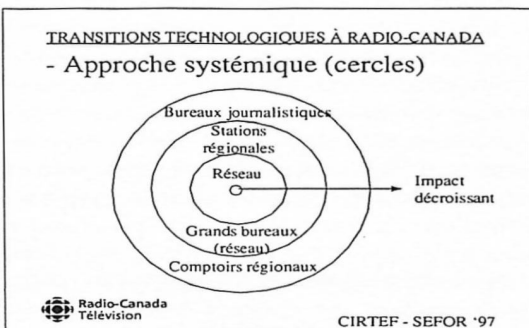 TRANSITIONS TECHNOLOGIQUES À RADIO-CANADA
- Approche systémique (cercles)
Bureaux journalistiques
Stations
régionales
Réseau
Impact
décroissant
Grands bureaux
(réseau)
Comptoirs régionaux
Radio-Canada
Télévision
CIRTEF - SEFOR '97